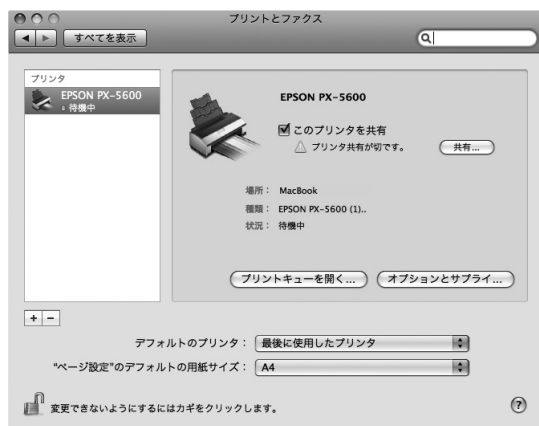 プリントとファクス
すべてを表示
プリンタ
EPSON PX-5600
待機中
EPSON PX-5600
このプリンタを共有
プリンタ共有が切です。
共有...
場所： MacBook
種類： EPSON PX-5600 (1)..
状況： 待機中
プリントキューを開く...
オプションとサプライ...
+ −
デフォルトのプリンタ： 最後に使用したプリンタ
"ページ設定"のデフォルトの用紙サイズ： A4
変更できないようにするにはカギをクリックします。
?